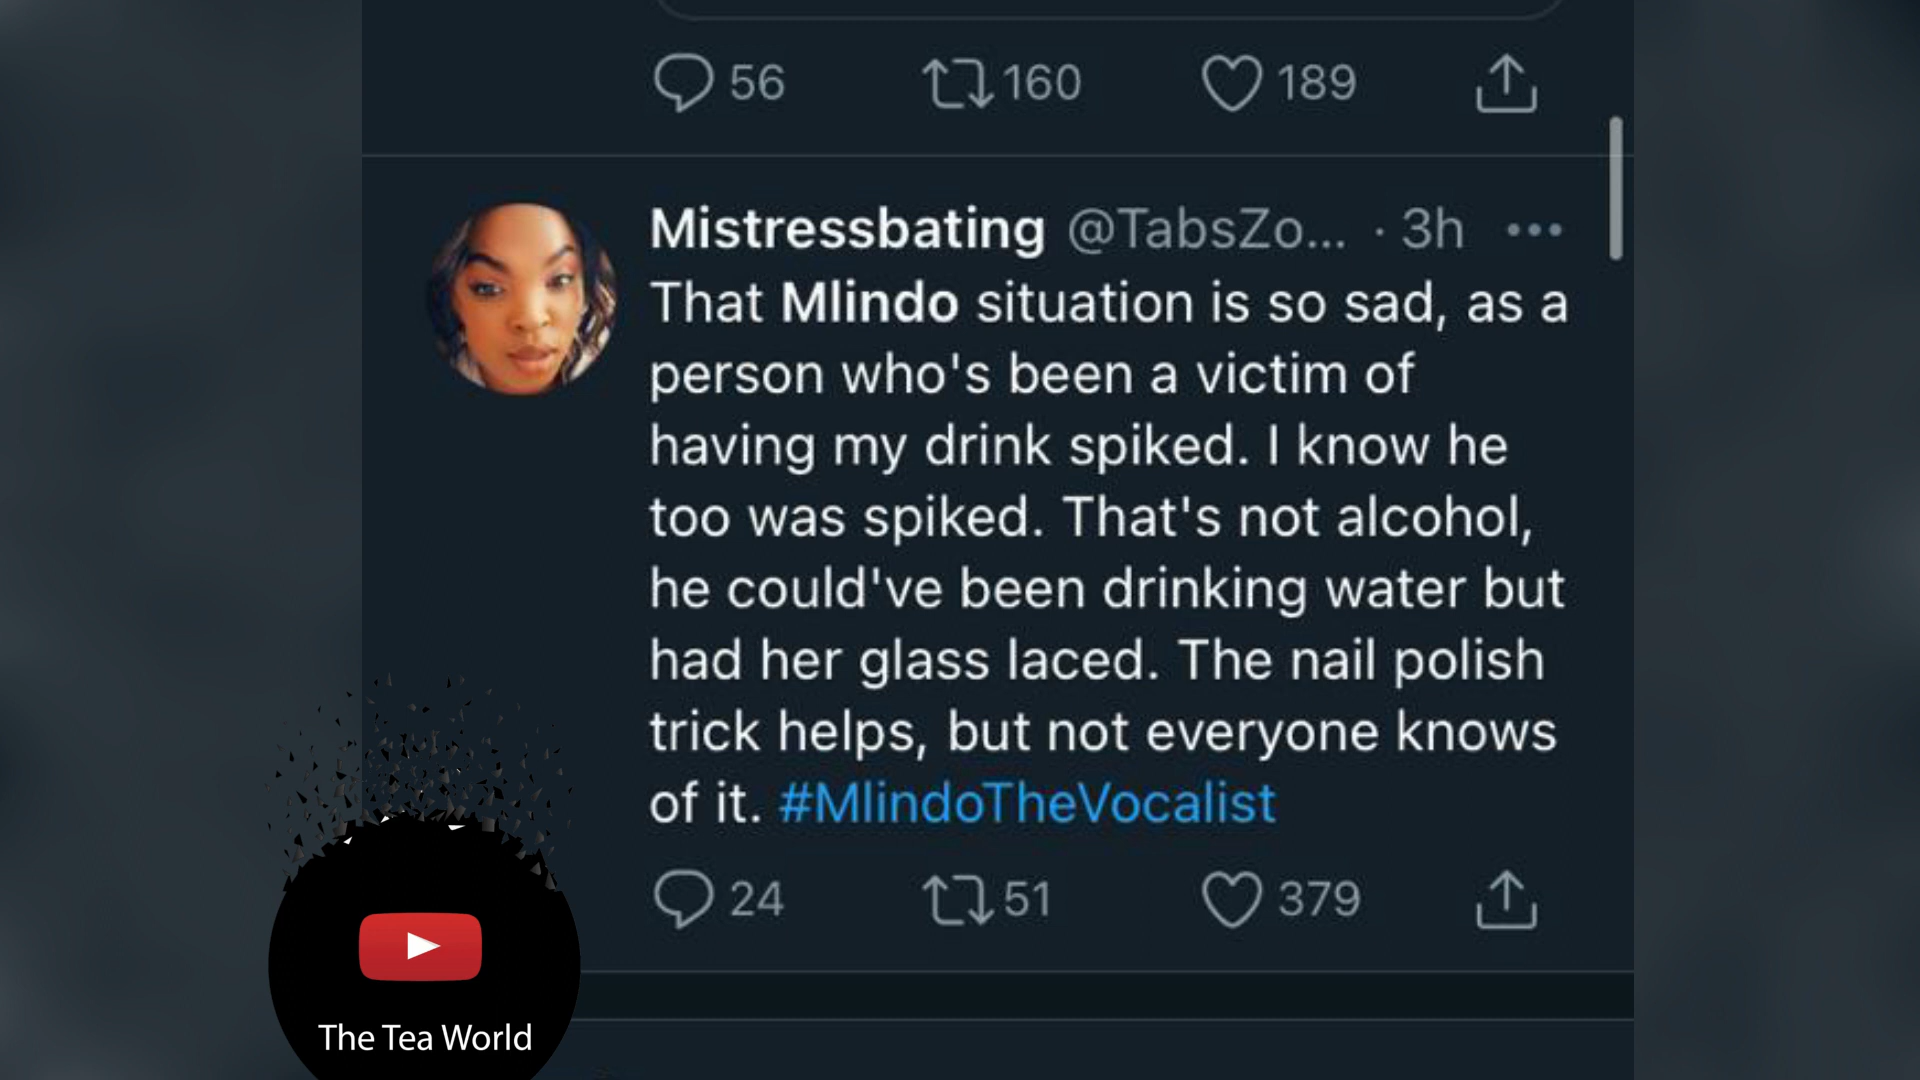 56 160 189
Mistressbating @TabsZo... · 3h
That Mlindo situation is so sad, as a
person who's been a victim of
having my drink spiked. I know he
too was spiked. That's not alcohol,
he could've been drinking water but
had her glass laced. The nail polish
trick helps, but not everyone knows
of it. #MlindoTheVocalist
24 51 379
The Tea World